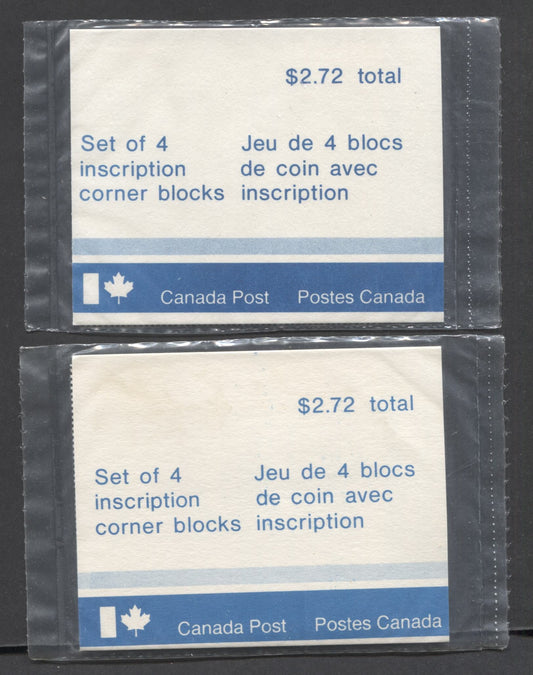 $2.72 total
Set of 4
inscription
corner blocks
Jeu de 4 blocs
de coin avec
inscription
Canada Post
Postes Canada
$2.72 total
Set of 4
inscription
corner blocks
Jeu de 4 blocs
de coin avec
inscription
Canada Post
Postes Canada